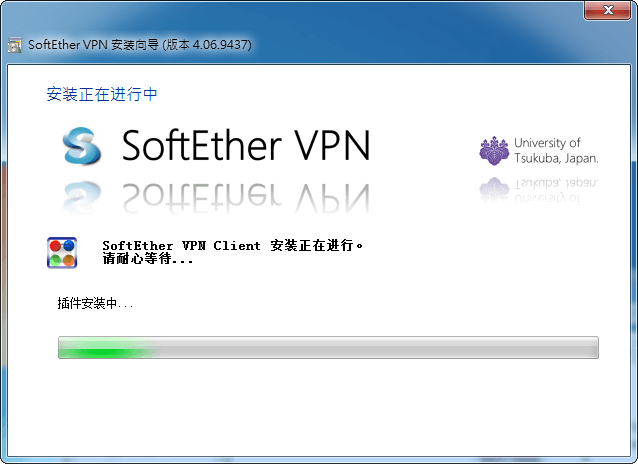 SoftEther VPN 安装向导 (版本 4.06.9437)
安装正在进行中
SoftEther VPN
University of
Tsukuba, Japan.
SoftEther VPN Client 安装正在进行。
请耐心等待...
插件安装中...